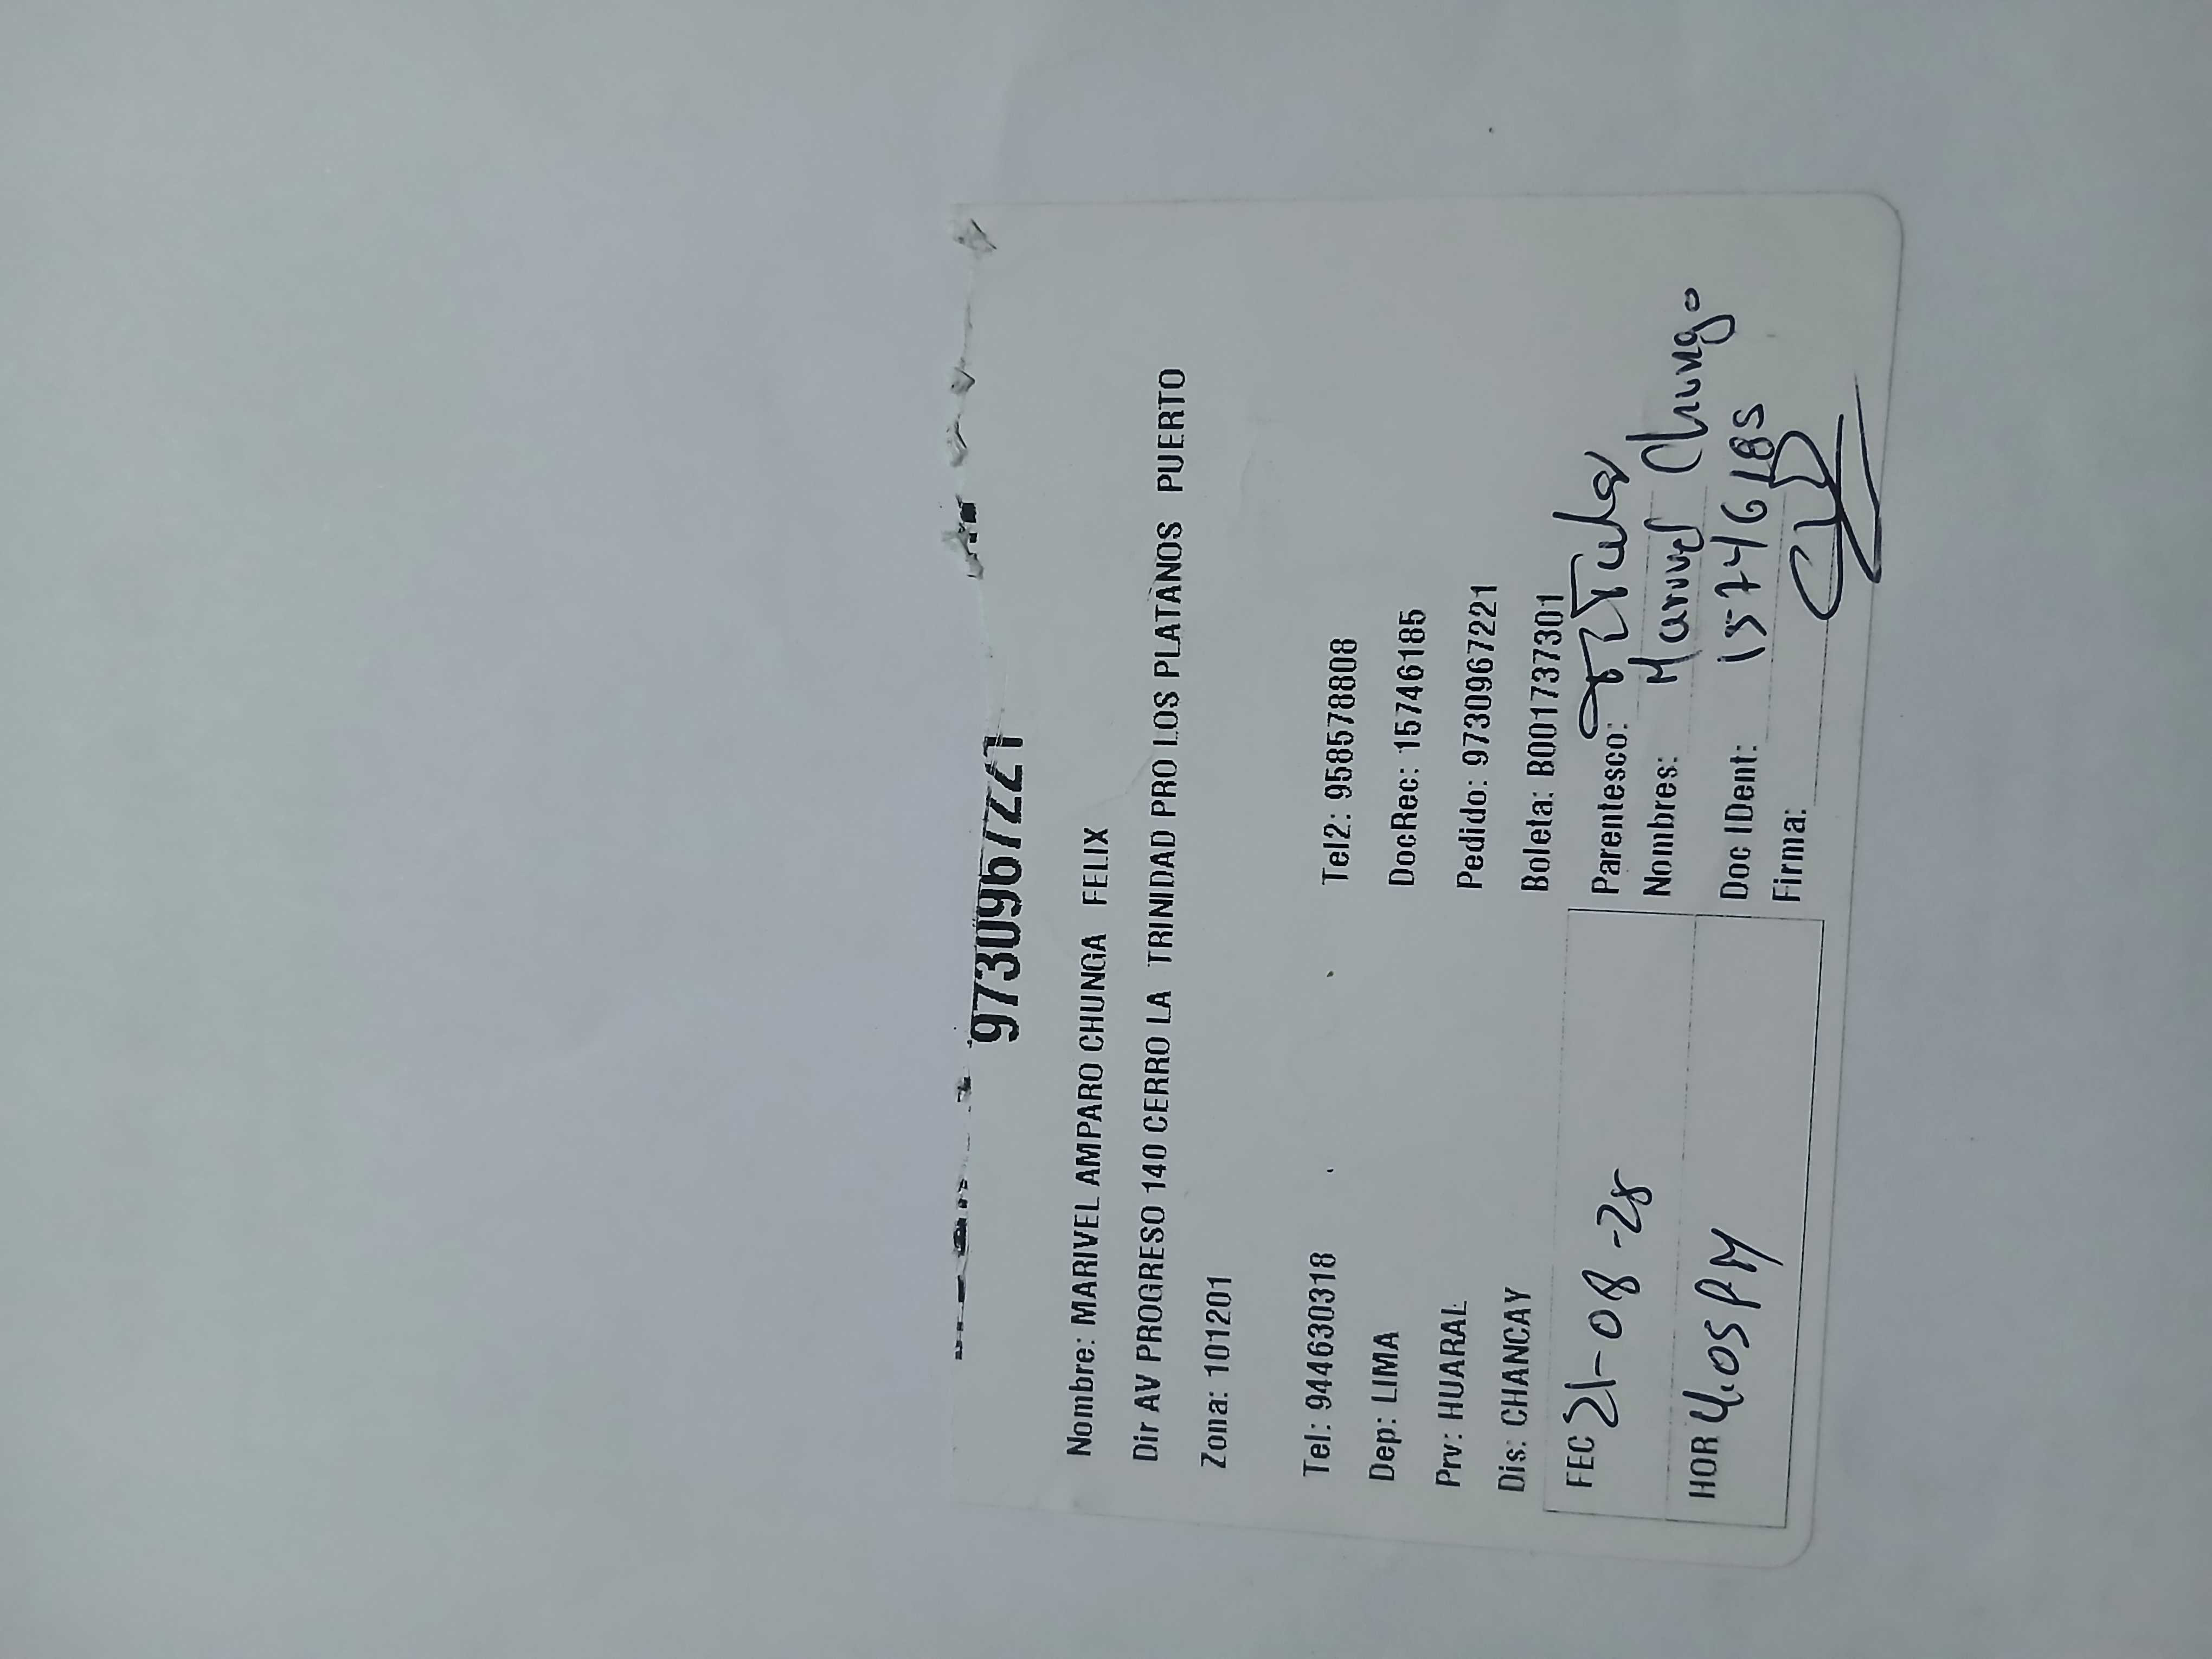 9730967221
Nombre: MARIVEL AMPARO CHUNGA FELIX
Dir AV PROGRESO 140 CERRO LA TRINIDAD PRO LOS PLATANOS PUERTO
Zona: 101201
Tel: 944630318 Tel2: 958578808
Dep: LIMA DocRec: 15746185
Prv: HUARAL Pedido: 9730967221
Dis: CHANCAY Boleta: B001737301
FEC 21-08-25 Parentesco: Titular
Nombres: Marivel Chunga
HOR 4:05 PM Doc IDent: 15746185
Firma: